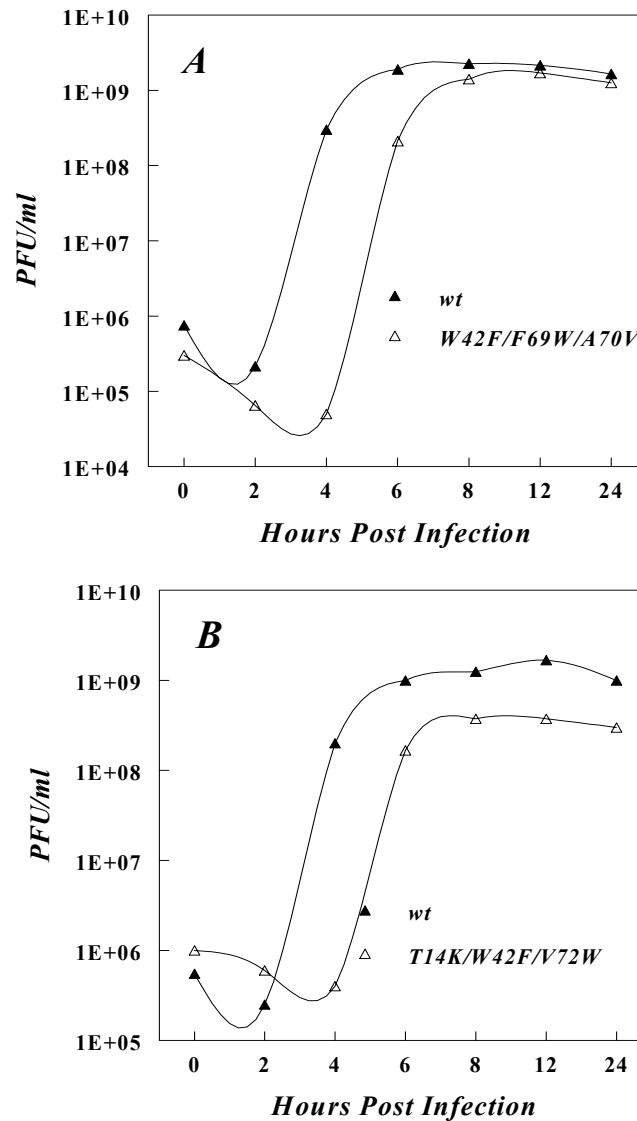 A
1E+10
1E+09
1E+08
1E+07
1E+06
1E+05
1E+04
PFU/ml
wt
W42F/F69W/A70V
0 2 4 6 8 12 24
Hours Post Infection
B
1E+10
1E+09
1E+08
1E+07
1E+06
1E+05
PFU/ml
wt
T14K/W42F/V72W
0 2 4 6 8 12 24
Hours Post Infection